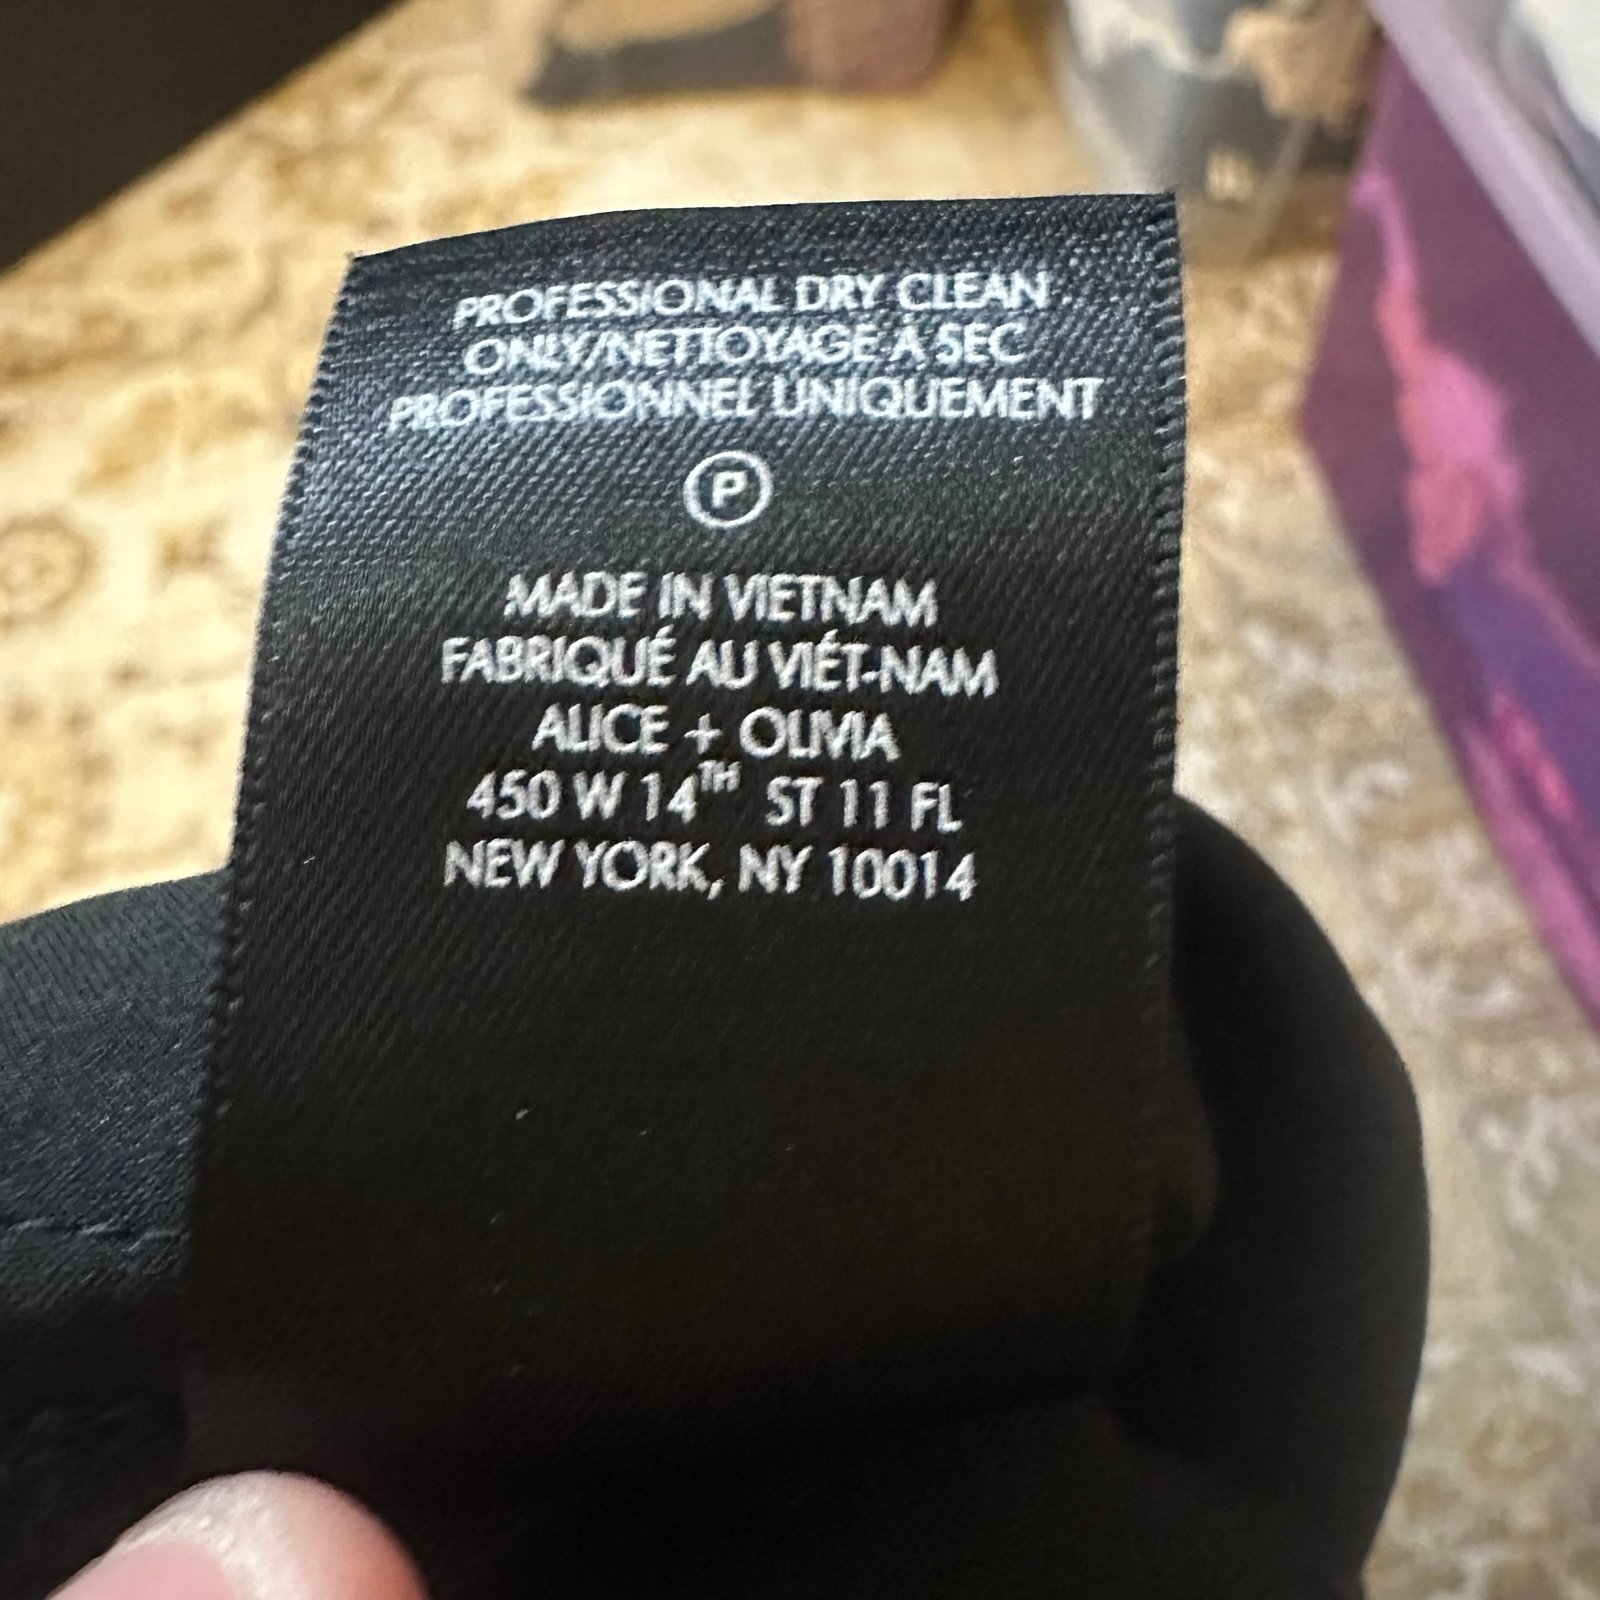 PROFESSIONAL DRY CLEAN
ONLY/NETTOYAGE A SEC
PROFESSIONNEL UNIQUEMENT
P
MADE IN VIETNAM
FABRIQUÉ AU VIÉT-NAM
ALICE + OLIVIA
450 W 14TH ST 11 FL
NEW YORK, NY 10014